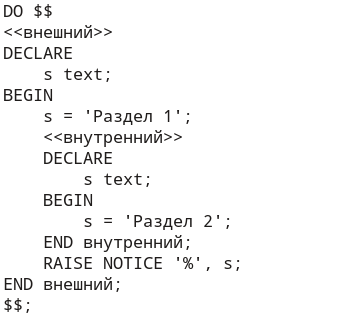 DO $$
<<внешний>>
DECLARE
    s text;
BEGIN
    s = 'Раздел 1';
    <<внутренний>>
    DECLARE
        s text;
    BEGIN
        s = 'Раздел 2';
    END внутренний;
    RAISE NOTICE '%', s;
END внешний;
$$;